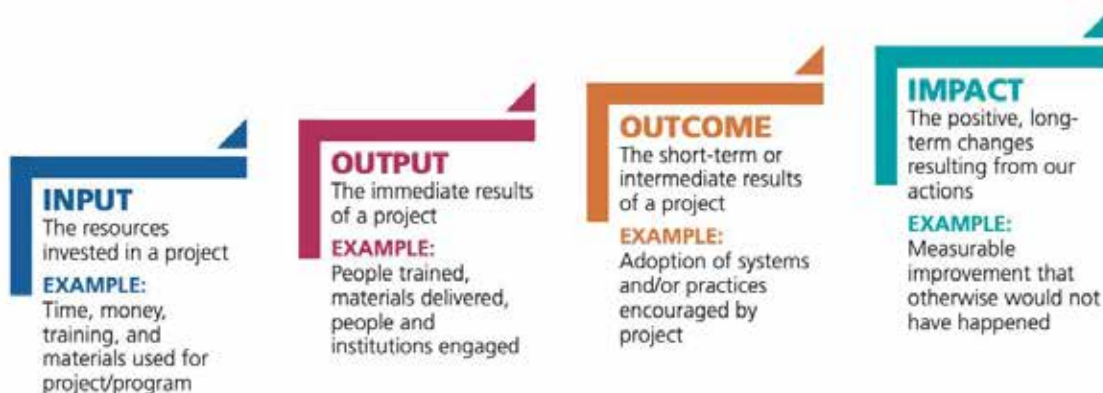 INPUT
The resources
invested in a project
EXAMPLE:
Time, money,
training, and
materials used for
project/program
OUTPUT
The immediate results
of a project
EXAMPLE:
People trained,
materials delivered,
people and
institutions engaged
OUTCOME
The short-term or
intermediate results
of a project
EXAMPLE:
Adoption of systems
and/or practices
encouraged by
project
IMPACT
The positive, long-
term changes
resulting from our
actions
EXAMPLE:
Measurable
improvement that
otherwise would not
have happened